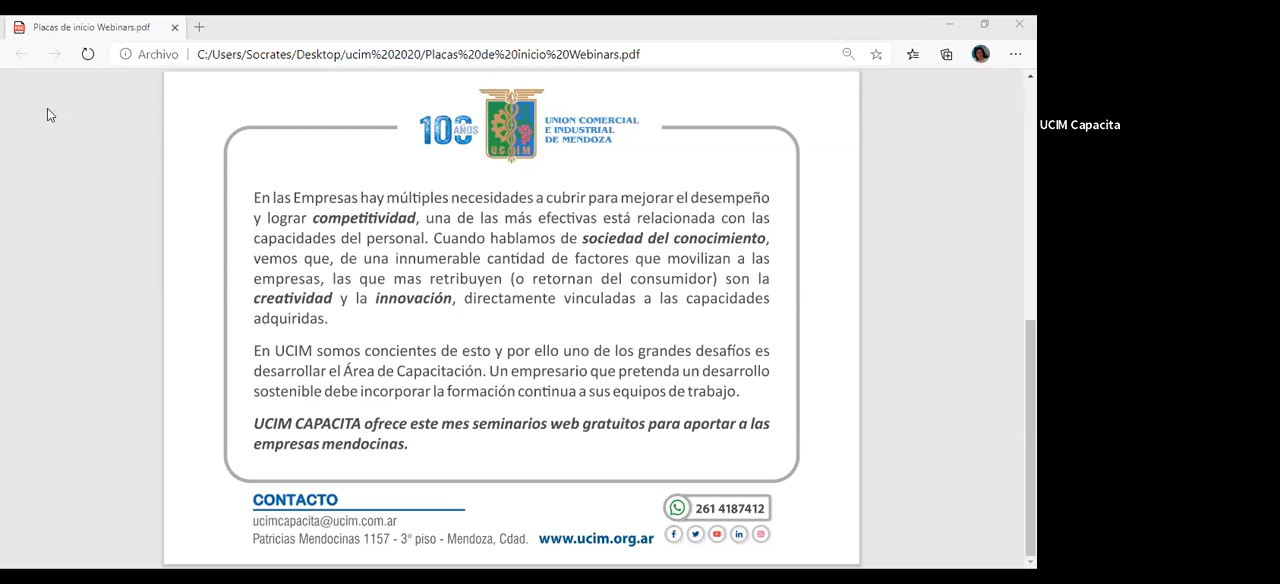 Placas de inicio Webinars.pdf
Archivo
C:/Users/Socrates/Desktop/ucim%202020/Placas%20de%20inicio%20Webinars.pdf
UCIM Capacita
100 AÑOS
UCIM
UNION COMERCIAL
E INDUSTRIAL
DE MENDOZA
En las Empresas hay múltiples necesidades a cubrir para mejorar el desempeño
y lograr competitividad, una de las más efectivas está relacionada con las
capacidades del personal. Cuando hablamos de sociedad del conocimiento,
vemos que, de una innumerable cantidad de factores que movilizan a las
empresas, las que mas retribuyen (o retornan del consumidor) son la
creatividad y la innovación, directamente vinculadas a las capacidades
adquiridas.
En UCIM somos concientes de esto y por ello uno de los grandes desafíos es
desarrollar el Área de Capacitación. Un empresario que pretenda un desarrollo
sostenible debe incorporar la formación continua a sus equipos de trabajo.
UCIM CAPACITA ofrece este mes seminarios web gratuitos para aportar a las
empresas mendocinas.
CONTACTO
ucimcapacita@ucim.com.ar
Patricias Mendocinas 1157 - 3º piso - Mendoza, Cdad.
www.ucim.org.ar
261 4187412